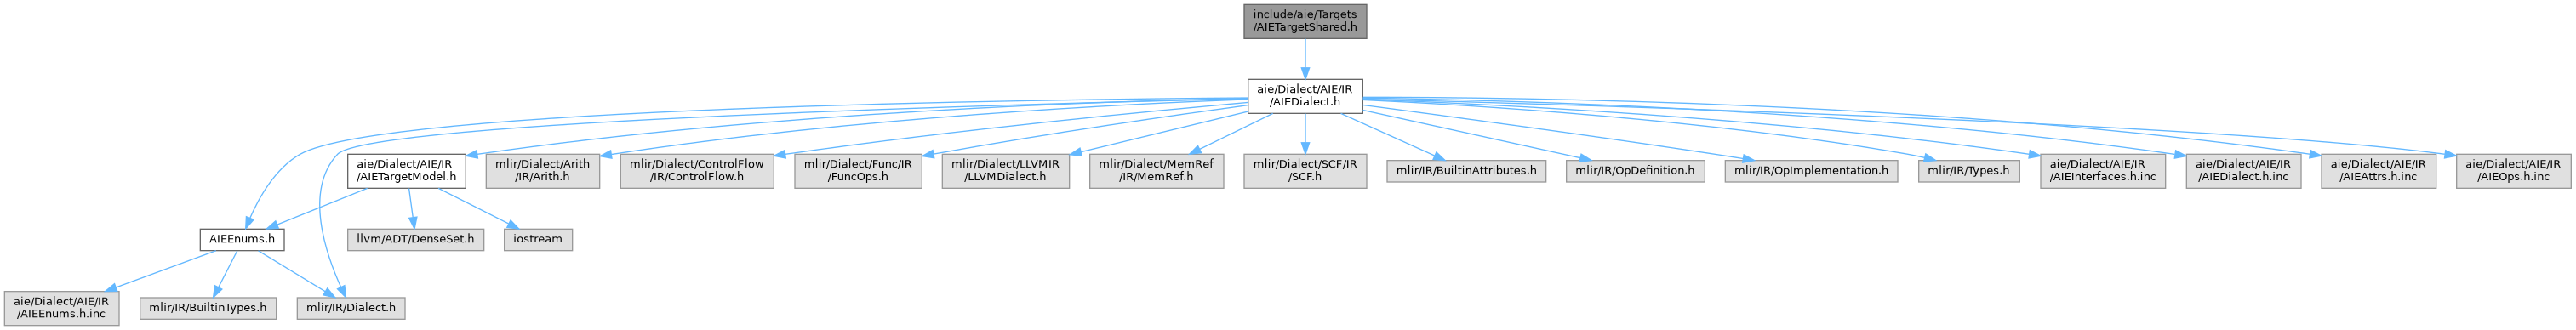 include/aie/Targets
/AIETargetShared.h
aie/Dialect/AIE/IR
/AIEDialect.h
aie/Dialect/AIE/IR
/AIETargetModel.h
mlir/Dialect/Arith
/IR/Arith.h
mlir/Dialect/ControlFlow
/IR/ControlFlow.h
mlir/Dialect/Func/IR
/FuncOps.h
mlir/Dialect/LLVMIR
/LLVMDialect.h
mlir/Dialect/MemRef
/IR/MemRef.h
mlir/Dialect/SCF/IR
/SCF.h
mlir/IR/BuiltinAttributes.h
mlir/IR/OpDefinition.h
mlir/IR/OpImplementation.h
mlir/IR/Types.h
aie/Dialect/AIE/IR
/AIEInterfaces.h.inc
aie/Dialect/AIE/IR
/AIEDialect.h.inc
aie/Dialect/AIE/IR
/AIEAttrs.h.inc
aie/Dialect/AIE/IR
/AIEOps.h.inc
AIEEnums.h
llvm/ADT/DenseSet.h
iostream
aie/Dialect/AIE/IR
/AIEEnums.h.inc
mlir/IR/BuiltinTypes.h
mlir/IR/Dialect.h